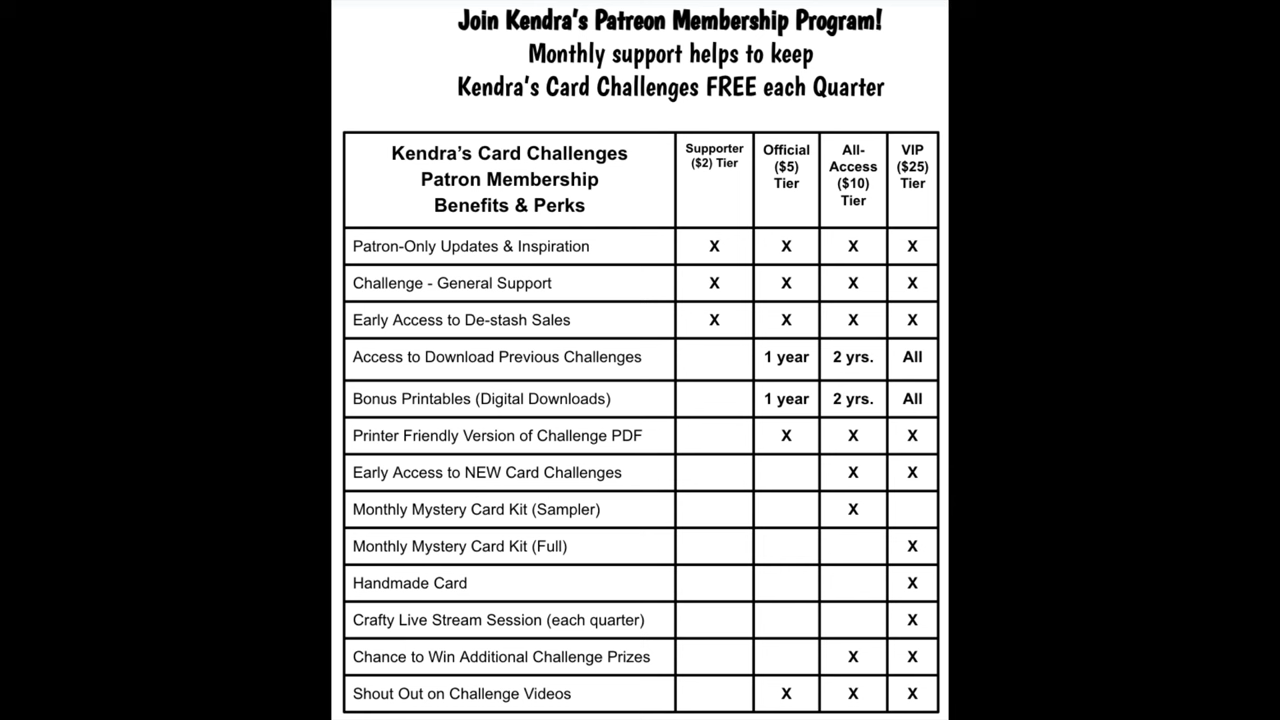 Join Kendra's Patreon Membership Program!
Monthly support helps to keep
Kendra's Card Challenges FREE each Quarter
Kendra's Card Challenges
Patron Membership
Benefits & Perks
Supporter
($2) Tier
Official
($5)
Tier
All-
Access
($10)
Tier
VIP
($25)
Tier
Patron-Only Updates & Inspiration X X X X
Challenge - General Support X X X X
Early Access to De-stash Sales X X X X
Access to Download Previous Challenges 1 year 2 yrs. All
Bonus Printables (Digital Downloads) 1 year 2 yrs. All
Printer Friendly Version of Challenge PDF X X X
Early Access to NEW Card Challenges X X
Monthly Mystery Card Kit (Sampler) X
Monthly Mystery Card Kit (Full) X
Handmade Card X
Crafty Live Stream Session (each quarter) X
Chance to Win Additional Challenge Prizes X X
Shout Out on Challenge Videos X X X